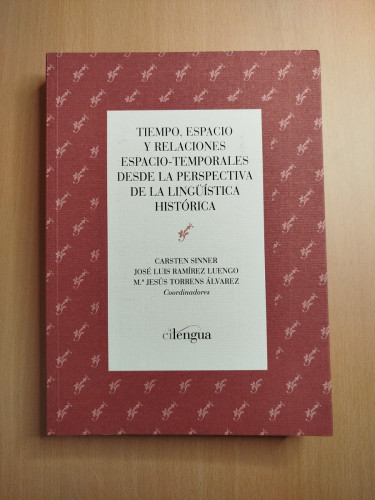 TIEMPO, ESPACIO
Y RELACIONES
ESPACIO-TEMPORALES
DESDE LA PERSPECTIVA
DE LA LINGÜÍSTICA
HISTÓRICA
CARSTEN SINNER
JOSÉ LUIS RAMÍREZ LUENGO
M.ª JESÚS TORRENS ÁLVAREZ
Coordinadores
cilengua